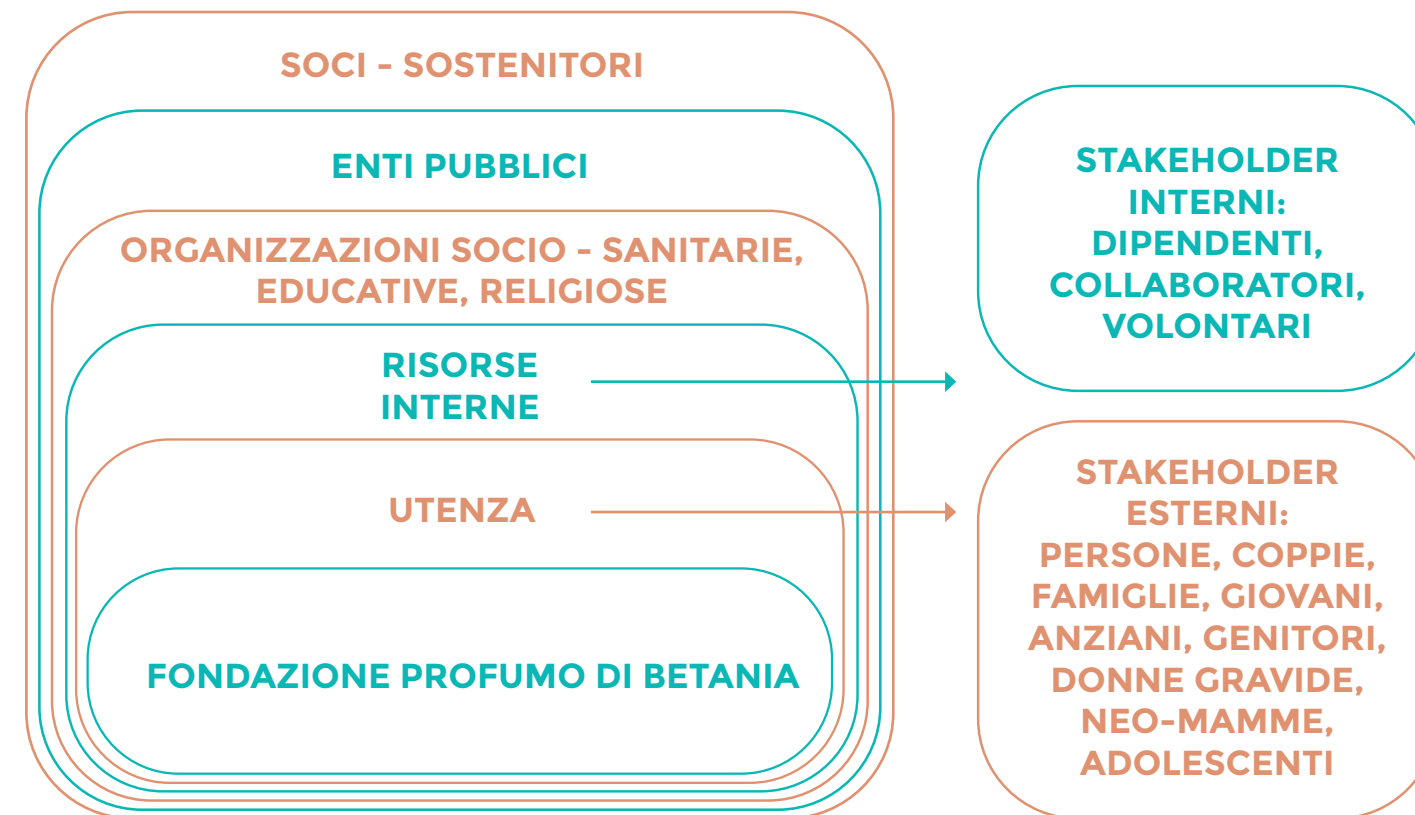 SOCI - SOSTENITORI
ENTI PUBBLICI
ORGANIZZAZIONI SOCIO - SANITARIE,
EDUCATIVE, RELIGIOSE
RISORSE
INTERNE
UTENZA
FONDAZIONE PROFUMO DI BETANIA
STAKEHOLDER
INTERNI:
DIPENDENTI,
COLLABORATORI,
VOLONTARI
STAKEHOLDER
ESTERNI:
PERSONE, COPPIE,
FAMIGLIE, GIOVANI,
ANZIANI, GENITORI,
DONNE GRAVIDE,
NEO-MAMME,
ADOLESCENTI